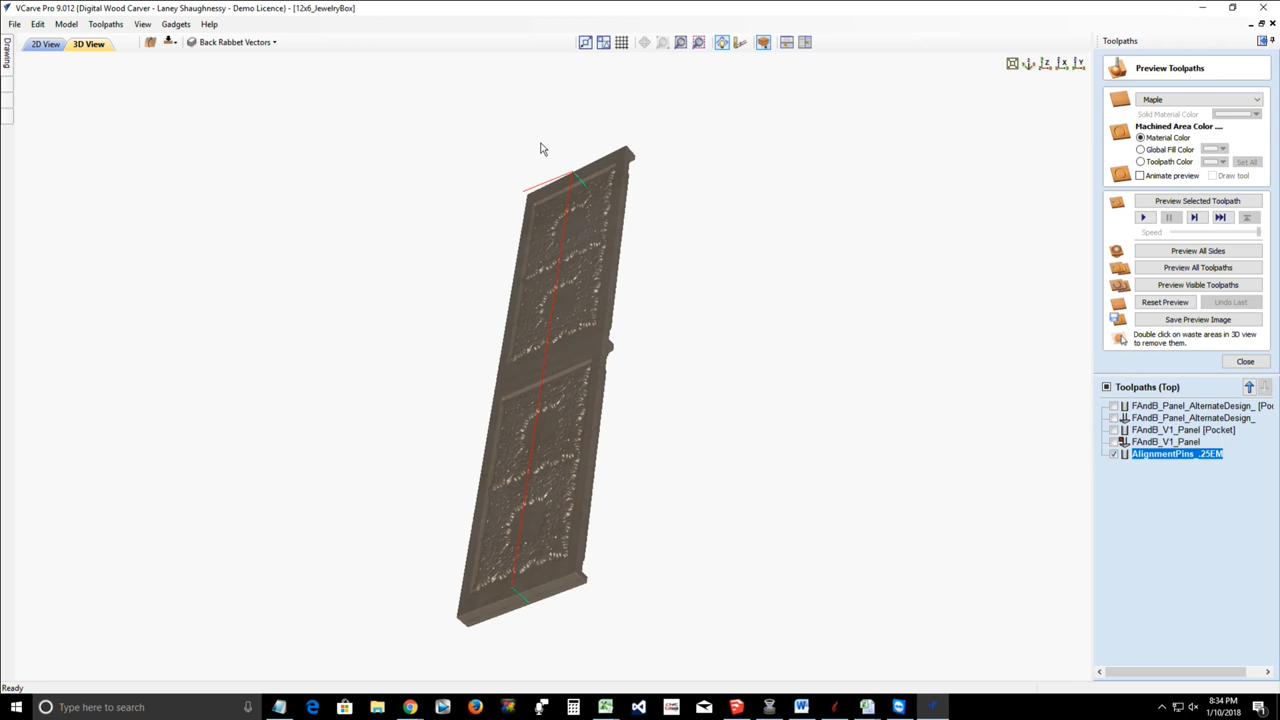 VCarve Pro 9.012 {Digital Wood Carver - Laney Shaughnessy - Demo Licence} - [12x6_JewelryBox]
File Edit Model Toolpaths View Gadgets Help
2D View 3D View Back Rabbet Vectors
Drawing
Z X Y
Toolpaths
Preview Toolpaths
Maple
Solid Material Color
Machined Area Color ....
Material Color
Global Fill Color
Toolpath Color Set All
Animate preview Draw tool
Preview Selected Toolpath
Speed
Preview All Sides
Preview All Toolpaths
Preview Visible Toolpaths
Reset Preview Undo Last
Save Preview Image
Double click on waste areas in 3D view
to remove them.
Close
Toolpaths (Top)
FAndB_Panel_AlternateDesign_ [Poc
FAndB_Panel_AlternateDesign_
FAndB_V1_Panel [Pocket]
FAndB_V1_Panel
AlignmentPins_.25EM
Ready
Type here to search
8:34 PM
1/10/2018